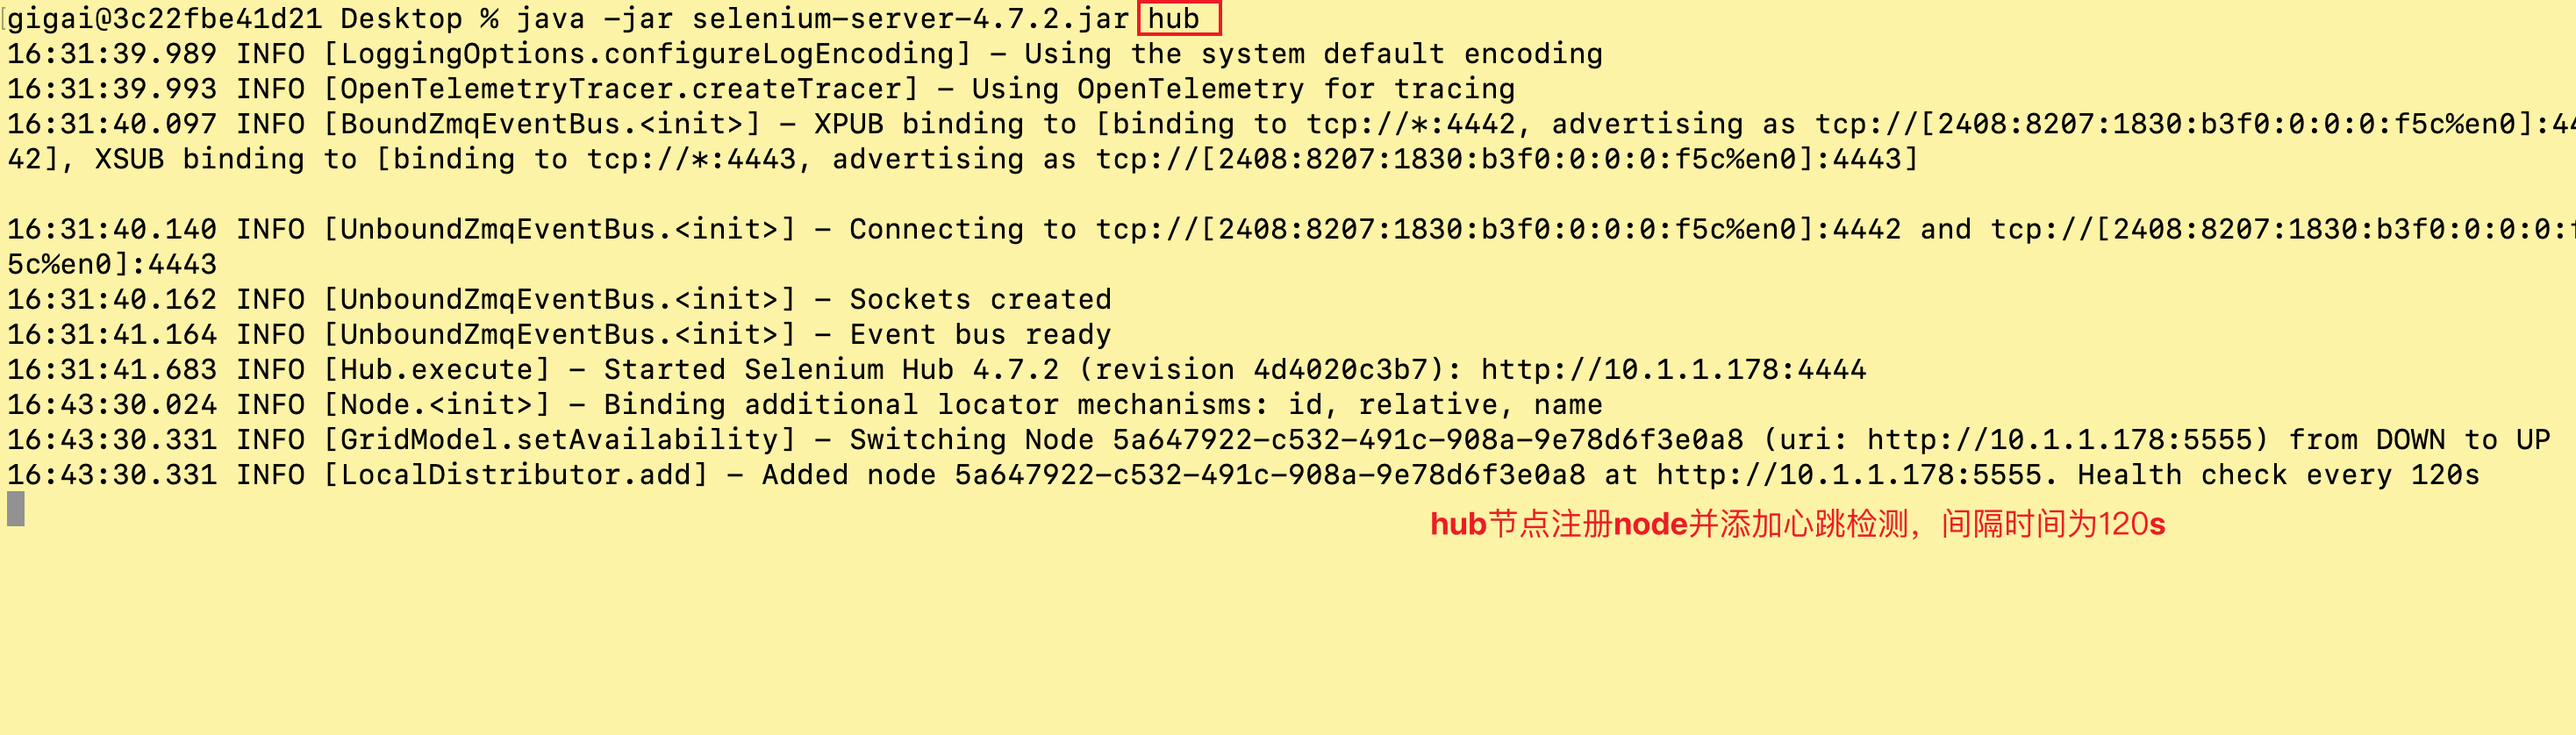 gigai@3c22fbe41d21 Desktop % java -jar selenium-server-4.7.2.jar hub
16:31:39.989 INFO [LoggingOptions.configureLogEncoding] - Using the system default encoding
16:31:39.993 INFO [OpenTelemetryTracer.createTracer] - Using OpenTelemetry for tracing
16:31:40.097 INFO [BoundZmqEventBus.<init>] - XPUB binding to [binding to tcp://*:4442, advertising as tcp://[2408:8207:1830:b3f0:0:0:0:f5c%en0]:44
42], XSUB binding to [binding to tcp://*:4443, advertising as tcp://[2408:8207:1830:b3f0:0:0:0:f5c%en0]:4443]
16:31:40.140 INFO [UnboundZmqEventBus.<init>] - Connecting to tcp://[2408:8207:1830:b3f0:0:0:0:f5c%en0]:4442 and tcp://[2408:8207:1830:b3f0:0:0:0:f
5c%en0]:4443
16:31:40.162 INFO [UnboundZmqEventBus.<init>] - Sockets created
16:31:41.164 INFO [UnboundZmqEventBus.<init>] - Event bus ready
16:31:41.683 INFO [Hub.execute] - Started Selenium Hub 4.7.2 (revision 4d4020c3b7): http://10.1.1.178:4444
16:43:30.024 INFO [Node.<init>] - Binding additional locator mechanisms: id, relative, name
16:43:30.331 INFO [GridModel.setAvailability] - Switching Node 5a647922-c532-491c-908a-9e78d6f3e0a8 (uri: http://10.1.1.178:5555) from DOWN to UP
16:43:30.331 INFO [LocalDistributor.add] - Added node 5a647922-c532-491c-908a-9e78d6f3e0a8 at http://10.1.1.178:5555. Health check every 120s
hub节点注册node并添加心跳检测，间隔时间为120s